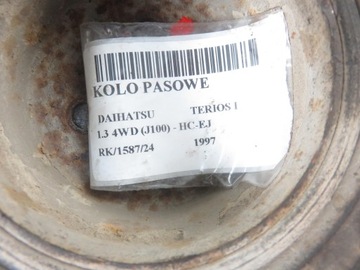 KOLO PASOWE
DAIHATSU TERIOS I
1.3 4WD (J100) - HC-EJ
RK/1587/24 1997